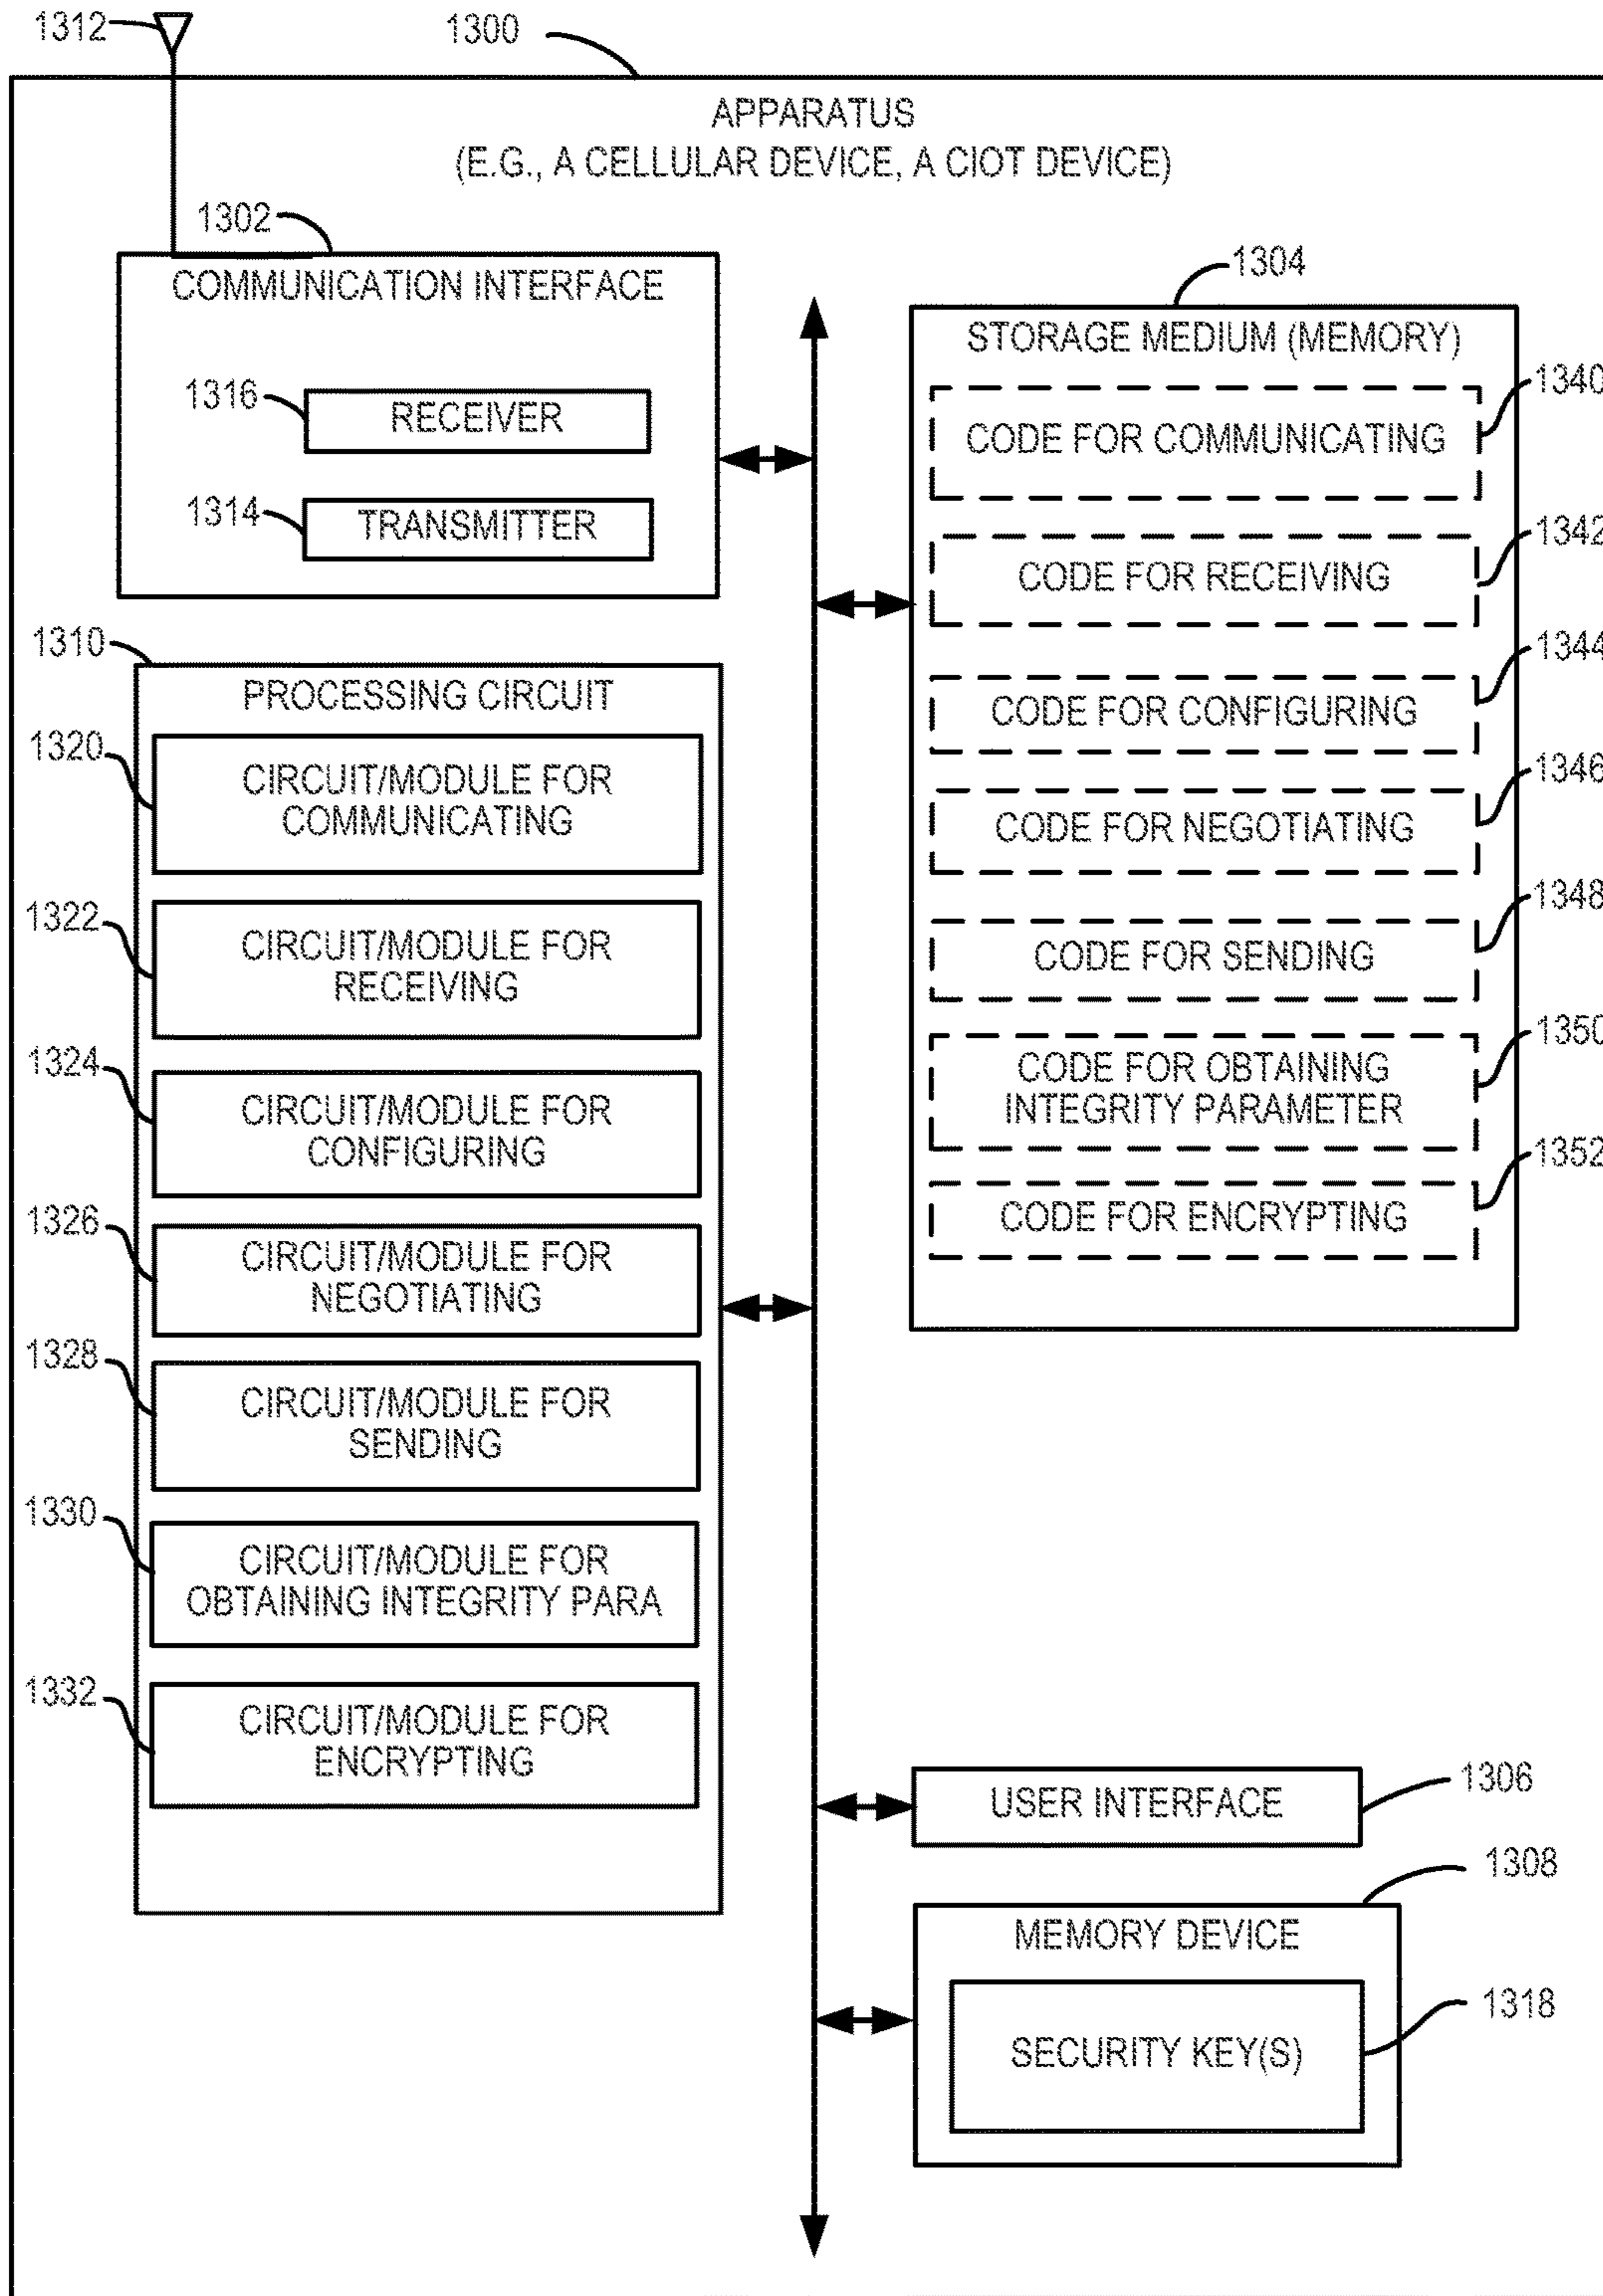 1312
1300
APPARATUS
(E.G., A CELLULAR DEVICE, A CIOT DEVICE)
1302
COMMUNICATION INTERFACE
1316
RECEIVER
1314
TRANSMITTER
1310
PROCESSING CIRCUIT
1320
CIRCUIT/MODULE FOR
COMMUNICATING
1322
CIRCUIT/MODULE FOR
RECEIVING
1324
CIRCUIT/MODULE FOR
CONFIGURING
1326
CIRCUIT/MODULE FOR
NEGOTIATING
1328
CIRCUIT/MODULE FOR
SENDING
1330
CIRCUIT/MODULE FOR
OBTAINING INTEGRITY PARA
1332
CIRCUIT/MODULE FOR
ENCRYPTING
1304
STORAGE MEDIUM (MEMORY)
1340
CODE FOR COMMUNICATING
1342
CODE FOR RECEIVING
1344
CODE FOR CONFIGURING
1346
CODE FOR NEGOTIATING
1348
CODE FOR SENDING
1350
CODE FOR OBTAINING
INTEGRITY PARAMETER
1352
CODE FOR ENCRYPTING
1306
USER INTERFACE
1308
MEMORY DEVICE
1318
SECURITY KEY(S)